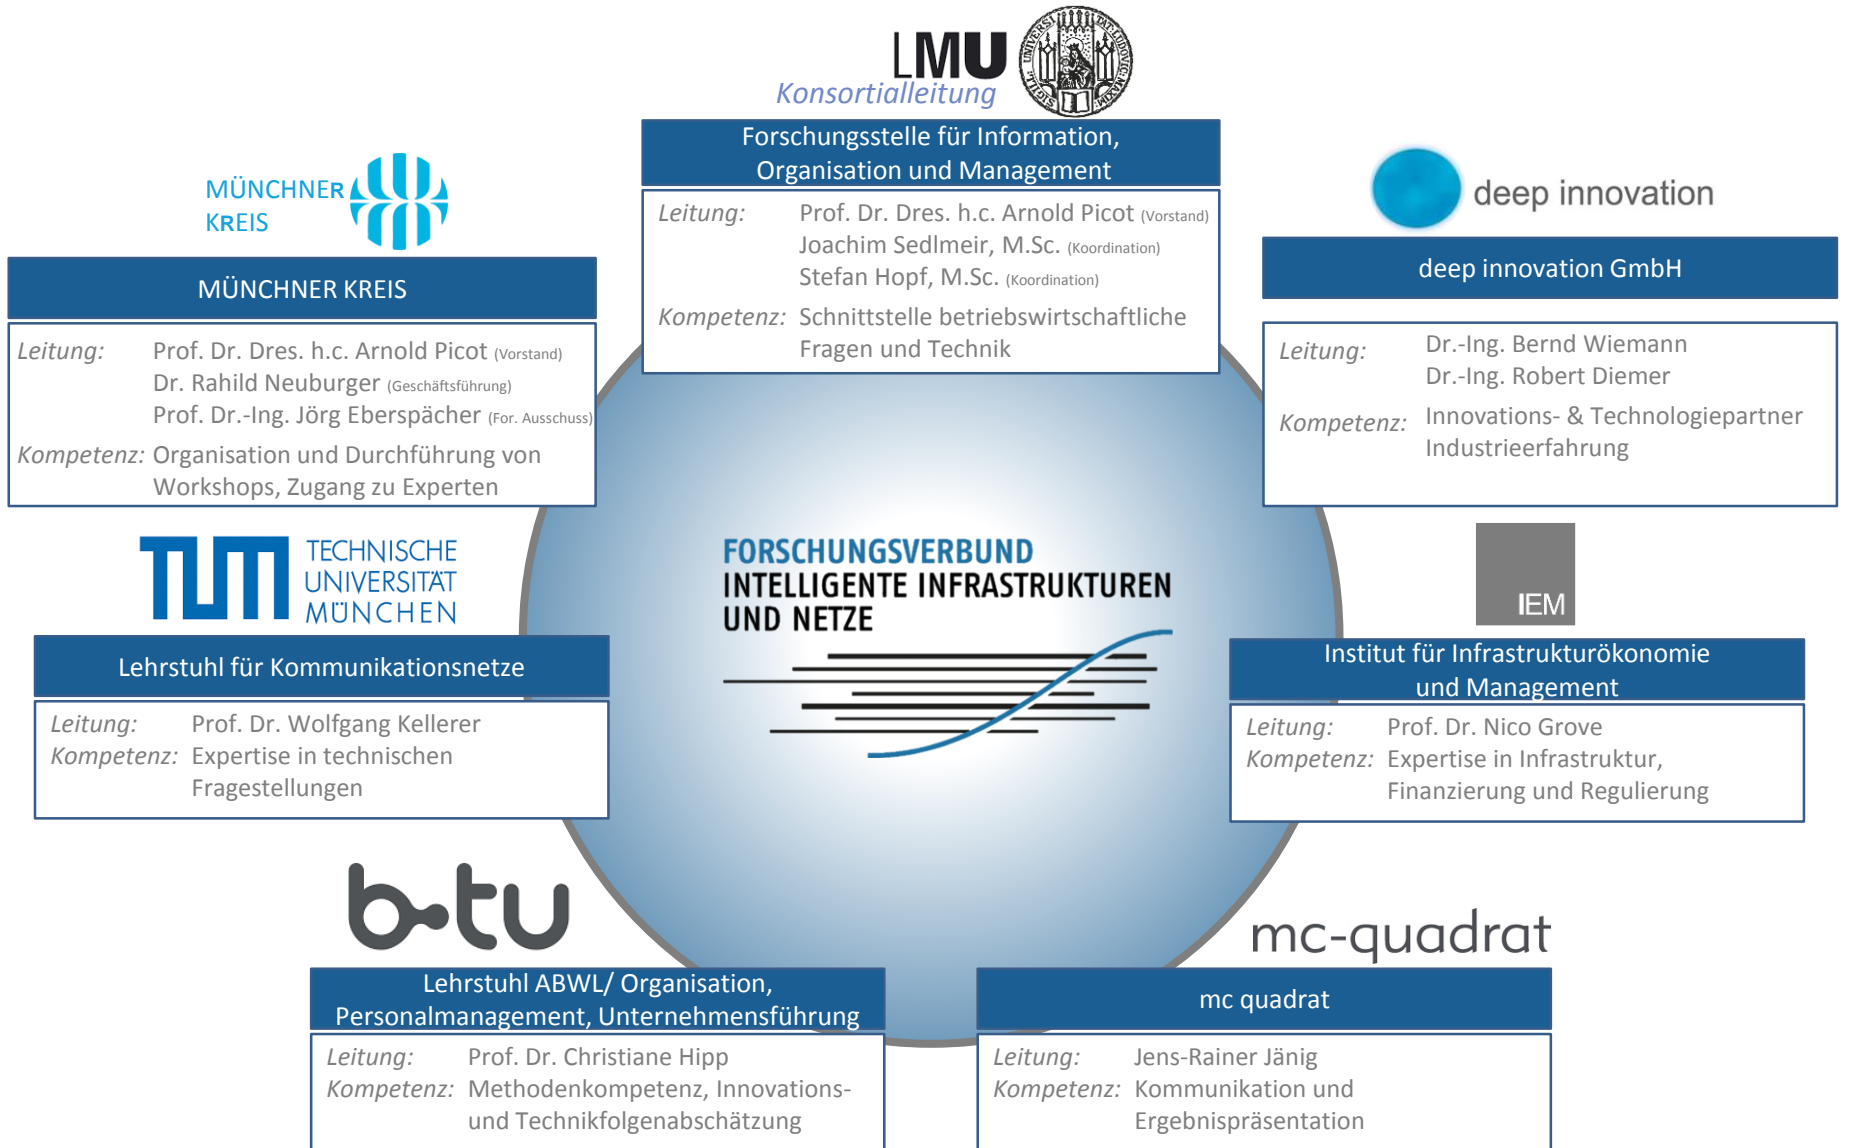 LMU
Konsortialleitung
Forschungsstelle für Information,
Organisation und Management
Leitung: Prof. Dr. Dres. h.c. Arnold Picot (Vorstand)
Joachim Sedlmeir, M.Sc. (Koordination)
Stefan Hopf, M.Sc. (Koordination)
Kompetenz: Schnittstelle betriebswirtschaftliche
Fragen und Technik
MÜNCHNER
KREIS
MÜNCHNER KREIS
Leitung: Prof. Dr. Dres. h.c. Arnold Picot (Vorstand)
Dr. Rahild Neuburger (Geschäftsführung)
Prof. Dr.-Ing. Jörg Eberspächer (For. Ausschuss)
Kompetenz: Organisation und Durchführung von
Workshops, Zugang zu Experten
deep innovation
deep innovation GmbH
Leitung: Dr.-Ing. Bernd Wiemann
Dr.-Ing. Robert Diemer
Kompetenz: Innovations- & Technologiepartner
Industrieerfahrung
TUM
TECHNISCHE
UNIVERSITÄT
MÜNCHEN
Lehrstuhl für Kommunikationsnetze
Leitung: Prof. Dr. Wolfgang Kellerer
Kompetenz: Expertise in technischen
Fragestellungen
FORSCHUNGSVERBUND
INTELLIGENTE INFRASTRUKTUREN
UND NETZE
IEM
Institut für Infrastrukturökonomie
und Management
Leitung: Prof. Dr. Nico Grove
Kompetenz: Expertise in Infrastruktur,
Finanzierung und Regulierung
b-tu
Lehrstuhl ABWL/ Organisation,
Personalmanagement, Unternehmensführung
Leitung: Prof. Dr. Christiane Hipp
Kompetenz: Methodenkompetenz, Innovations-
und Technikfolgenabschätzung
mc-quadrat
mc quadrat
Leitung: Jens-Rainer Jänig
Kompetenz: Kommunikation und
Ergebnispräsentation